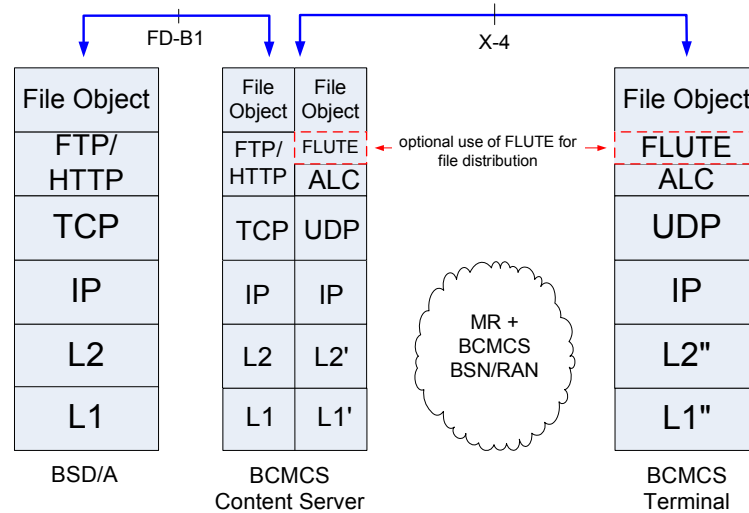 FD-B1
X-4
File Object
FTP/
HTTP
TCP
IP
L2
L1
BSD/A
File
Object
FTP/
HTTP
TCP
IP
L2
L1
File
Object
FLUTE
ALC
UDP
IP
L2'
L1'
BCMCS
Content Server
optional use of FLUTE for
file distribution
MR +
BCMCS
BSN/RAN
File Object
FLUTE
ALC
UDP
IP
L2"
L1"
BCMCS
Terminal